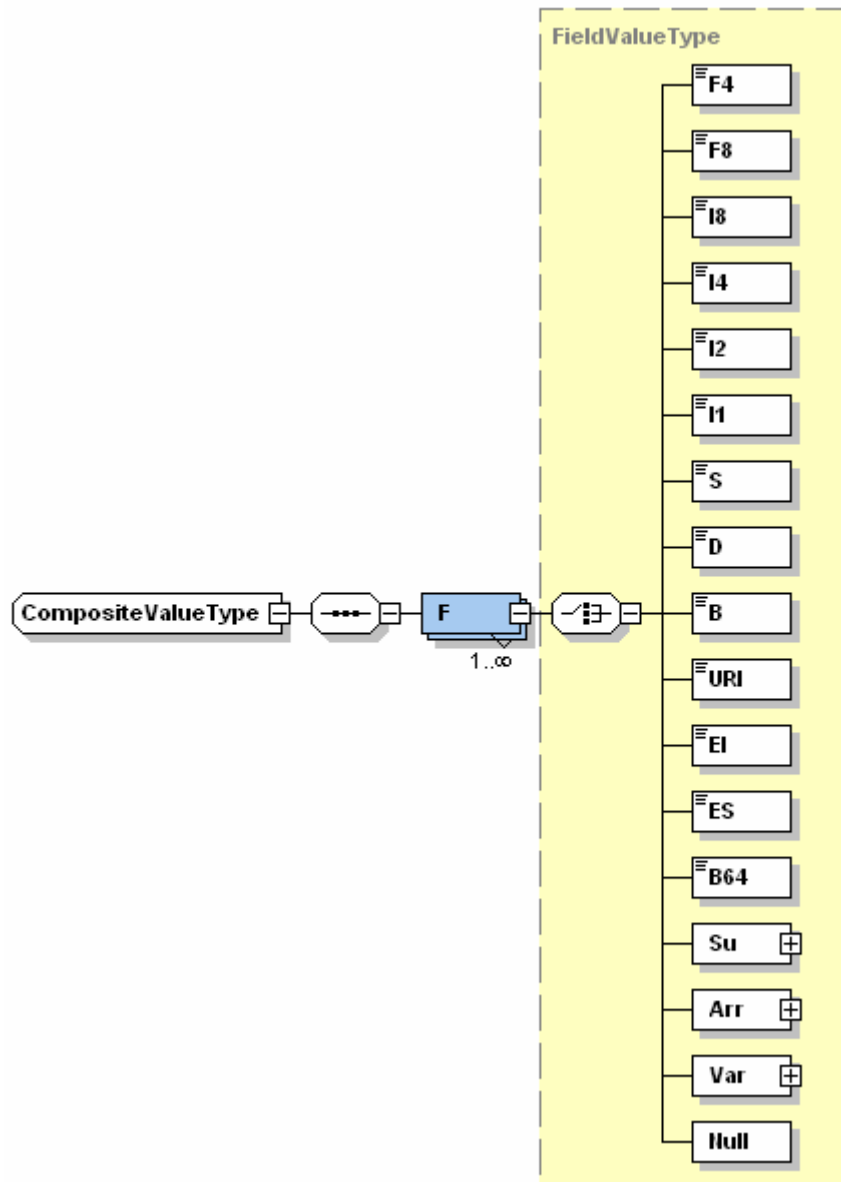 FieldValueType
F4
F8
I8
I4
I2
I1
S
D
CompositeValueType
F
1..∞
B
URI
EI
ES
B64
Su
Arr
Var
Null